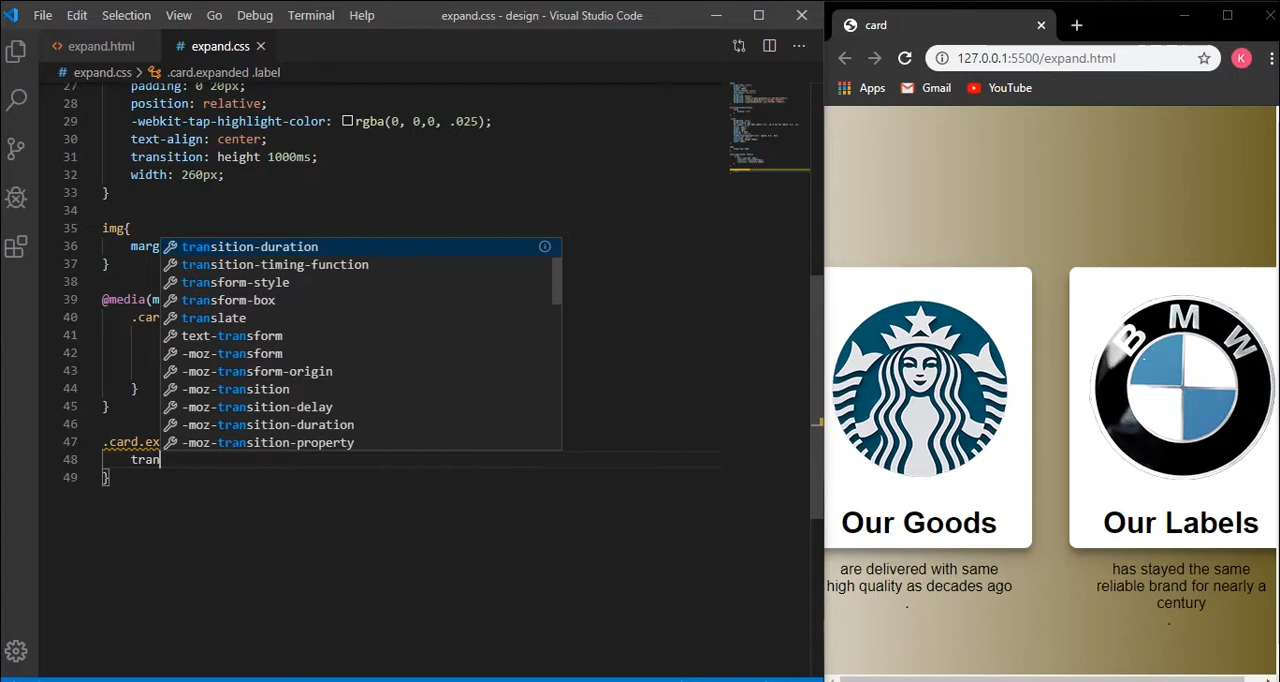 File Edit Selection View Go Debug Terminal Help expand.css - design - Visual Studio Code
expand.html expand.css
expand.css > .card.expanded .label
27 padding: 0 20px;
28 position: relative;
29 -webkit-tap-highlight-color: rgba(0, 0,0, .025);
30 text-align: center;
31 transition: height 1000ms;
32 width: 260px;
33 }
34
35 img{
36 marg
37 }
38
39 @media(m
40 .car
41
42
43
44 }
45 }
46
47 .card.ex
48 tran
49 }
transition-duration
transition-timing-function
transform-style
transform-box
translate
text-transform
-moz-transform
-moz-transform-origin
-moz-transition
-moz-transition-delay
-moz-transition-duration
-moz-transition-property
card
127.0.0.1:5500/expand.html K
Apps Gmail YouTube
Our Goods
are delivered with same
high quality as decades ago
.
BMW
Our Labels
has stayed the same
reliable brand for nearly a
century
.